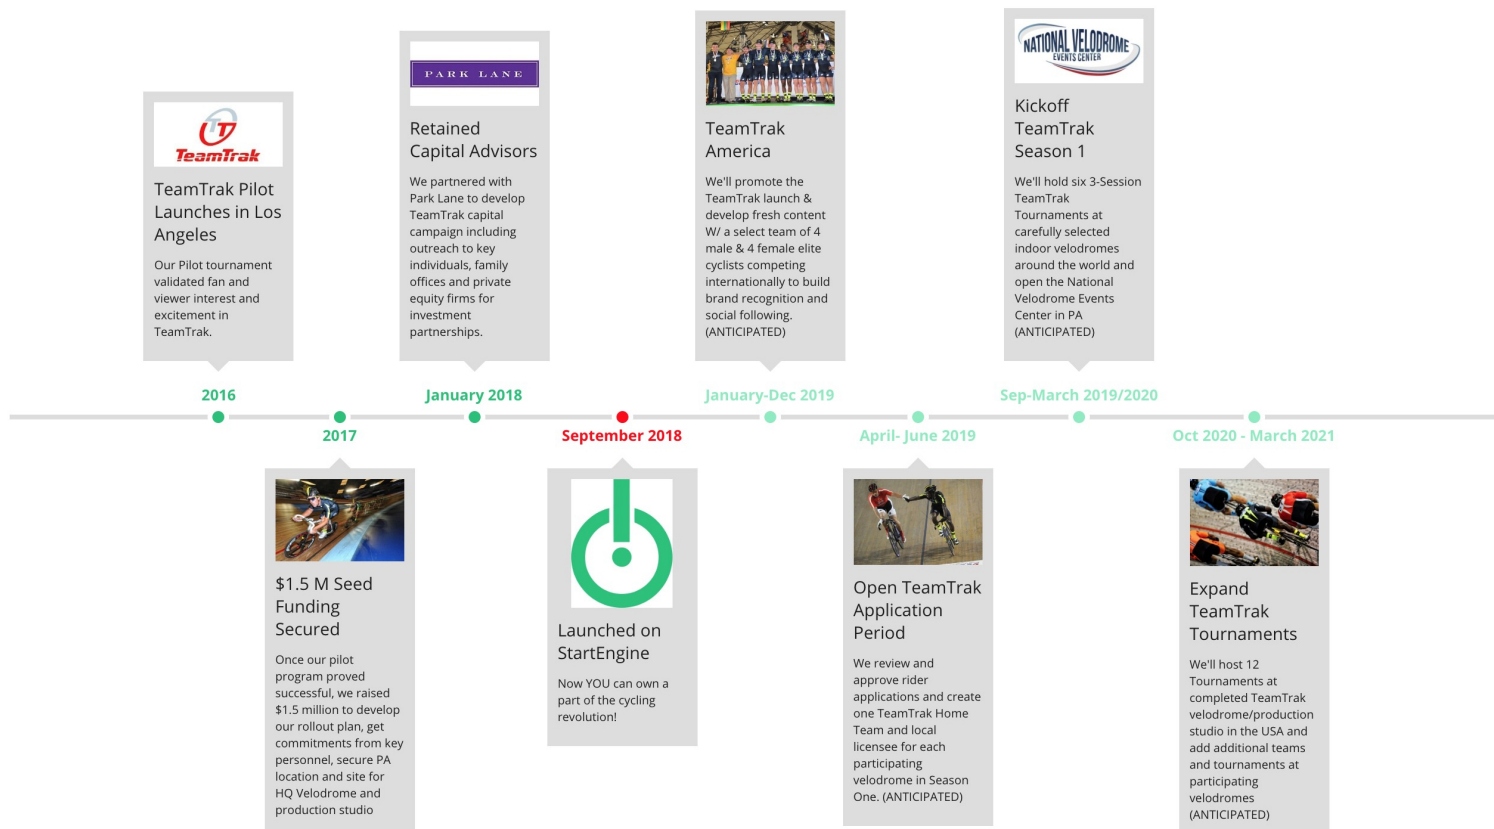 TT
TeamTrak
TeamTrak Pilot
Launches in Los
Angeles
Our Pilot tournament
validated fan and
viewer interest and
excitement in
TeamTrak.
2016
2017
$1.5 M Seed
Funding
Secured
Once our pilot
program proved
successful, we raised
$1.5 million to develop
our rollout plan, get
commitments from key
personnel, secure PA
location and site for
HQ Velodrome and
production studio
PARK LANE
Retained
Capital Advisors
We partnered with
Park Lane to develop
TeamTrak capital
campaign including
outreach to key
individuals, family
offices and private
equity firms for
investment
partnerships.
January 2018
September 2018
Launched on
StartEngine
Now YOU can own a
part of the cycling
revolution!
TeamTrak
America
We'll promote the
TeamTrak launch &
develop fresh content
W/ a select team of 4
male & 4 female elite
cyclists competing
internationally to build
brand recognition and
social following.
(ANTICIPATED)
January-Dec 2019
April- June 2019
Open TeamTrak
Application
Period
We review and
approve rider
applications and create
one TeamTrak Home
Team and local
licensee for each
participating
velodrome in Season
One. (ANTICIPATED)
NATIONAL VELODROME
EVENTS CENTER
Kickoff
TeamTrak
Season 1
We'll hold six 3-Session
TeamTrak
Tournaments at
carefully selected
indoor velodromes
around the world and
open the National
Velodrome Events
Center in PA
(ANTICIPATED)
Sep-March 2019/2020
Oct 2020 - March 2021
Expand
TeamTrak
Tournaments
We'll host 12
Tournaments at
completed TeamTrak
velodrome/production
studio in the USA and
add additional teams
and tournaments at
participating
velodromes
(ANTICIPATED)